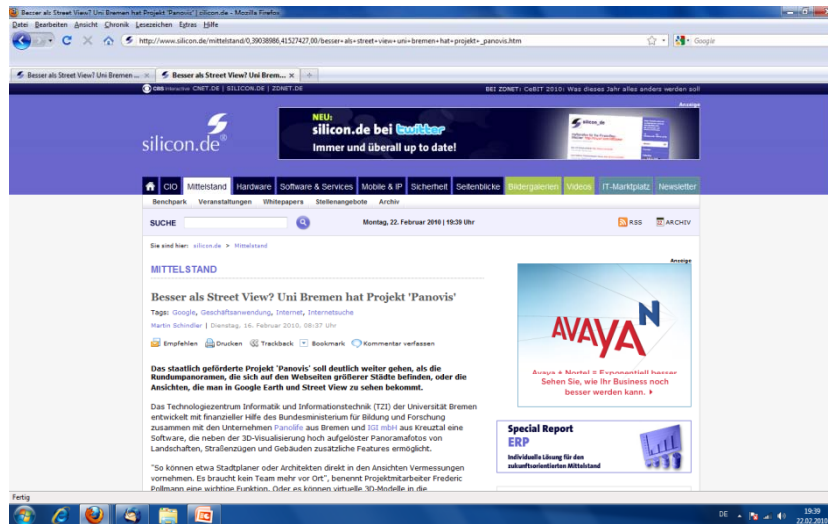 Besser als Street View? Uni Bremen hat Projekt 'Panovis' | silicon.de - Mozilla Firefox
Datei Bearbeiten Ansicht Chronik Lesezeichen Extras Hilfe
http://www.silicon.de/mittelstand/0,39038986,41527427,00/besser+als+street+view+uni+bremen+hat+projekt+_panovis.htm
Google
Besser als Street View? Uni Bremen ...
Besser als Street View? Uni Brem...
CBS Interactive CNET.DE | SILICON.DE | ZDNET.DE
BEI ZDNET: CeBIT 2010: Was dieses Jahr alles anders werden soll
Anzeige
silicon.de®
NEU:
silicon.de bei twitter
Immer und überall up to date!
CIO Mittelstand Hardware Software & Services Mobile & IP Sicherheit Seitenblicke Bildergalerien Videos IT-Marktplatz Newsletter
Benchpark Veranstaltungen Whitepapers Stellenangebote Archiv
SUCHE
Montag, 22. Februar 2010 | 19:39 Uhr
RSS ARCHIV
Sie sind hier: silicon.de > Mittelstand
Anzeige
MITTELSTAND
Besser als Street View? Uni Bremen hat Projekt 'Panovis'
Tags: Google, Geschäftsanwendung, Internet, Internetsuche
Martin Schindler | Dienstag, 16. Februar 2010, 08:37 Uhr
Empfehlen Drucken Trackback Bookmark Kommentar verfassen
Das staatlich geförderte Projekt 'Panovis' soll deutlich weiter gehen, als die
Rundumpanoramen, die sich auf den Webseiten größerer Städte befinden, oder die
Ansichten, die man in Google Earth und Street View zu sehen bekommt.
Das Technologiezentrum Informatik und Informationstechnik (TZI) der Universität Bremen
entwickelt mit finanzieller Hilfe des Bundesministerium für Bildung und Forschung
zusammen mit den Unternehmen Panolife aus Bremen und IGI mbH aus Kreuztal eine
Software, die neben der 3D-Visualisierung hoch aufgelöster Panoramafotos von
Landschaften, Straßenzügen und Gebäuden zusätzliche Features ermöglicht.
"So können etwa Stadtplaner oder Architekten direkt in den Ansichten Vermessungen
vornehmen. Es braucht kein Team mehr vor Ort", benennt Projektmitarbeiter Frederic
Pollmann eine wichtige Funktion. Oder es können virtuelle 3D-Modelle in die
AVAYA N
Avaya + Nortel = Exponentiell besser
Sehen Sie, wie Ihr Business noch
besser werden kann.
Special Report
ERP
Individuelle Lösung für den
zukunftsorientierten Mittelstand
Fertig
DE
19:39
22.02.2010